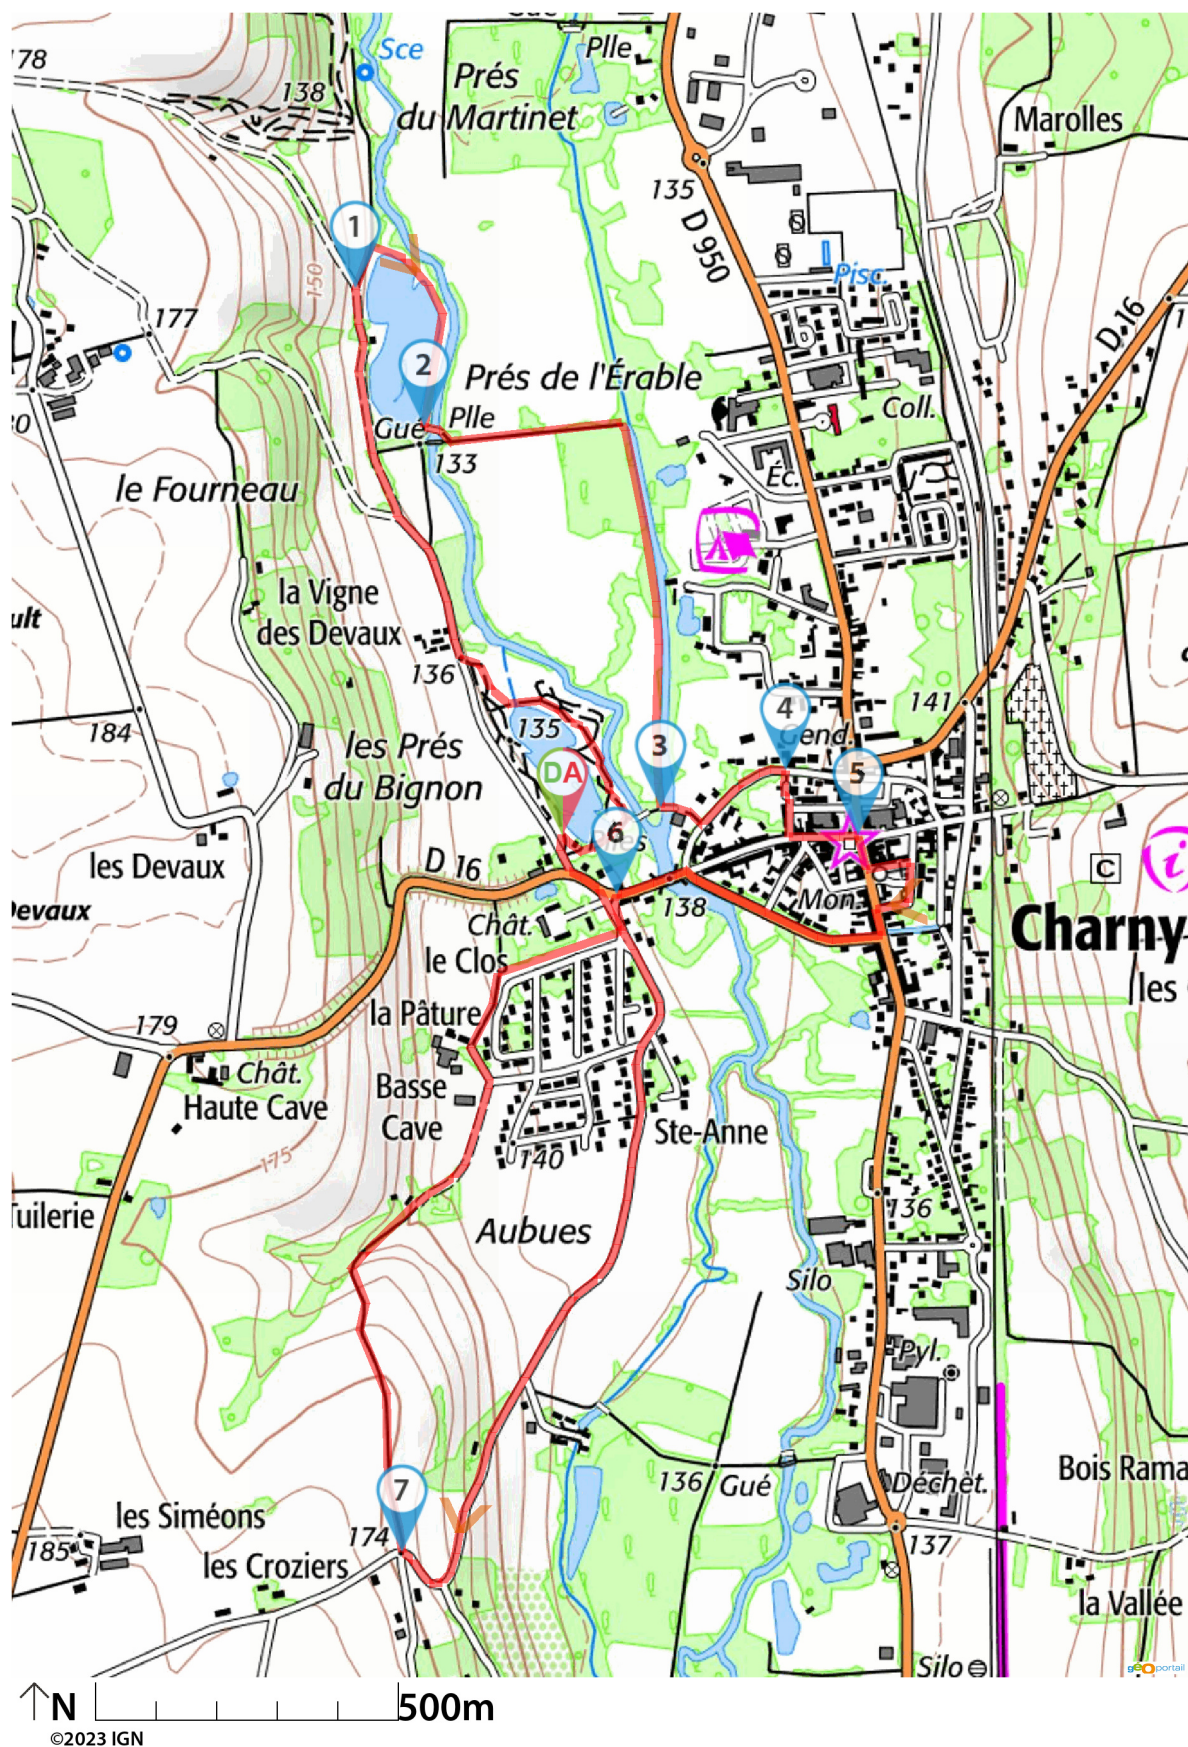 Sce
Plle
178
Prés
du Martinet
138
Marolles
135
D 950
1
150
Pisc.
177
D 16
2
Prés de l'Érable
Coll.
Plle
Gué
133
Éc.
le Fourneau
la Vigne
des Devaux
136
141
4
Gend.
184
135
les Prés
du Bignon
3
5
DA
6
les Devaux
D 16
C
i
Devaux
138
Mon.
Chât.
Charny
le Clos
les
la Pâture
179
Chât.
Haute Cave
Basse
Cave
Ste-Anne
140
175
Tuilerie
136
Aubues
Silo
Pyl.
136
Gué
Déchèt.
Bois Rama
7
les Siméons
174
185
les Croziers
137
la Vallée
Silo
géoportail
N
500m
©2023 IGN